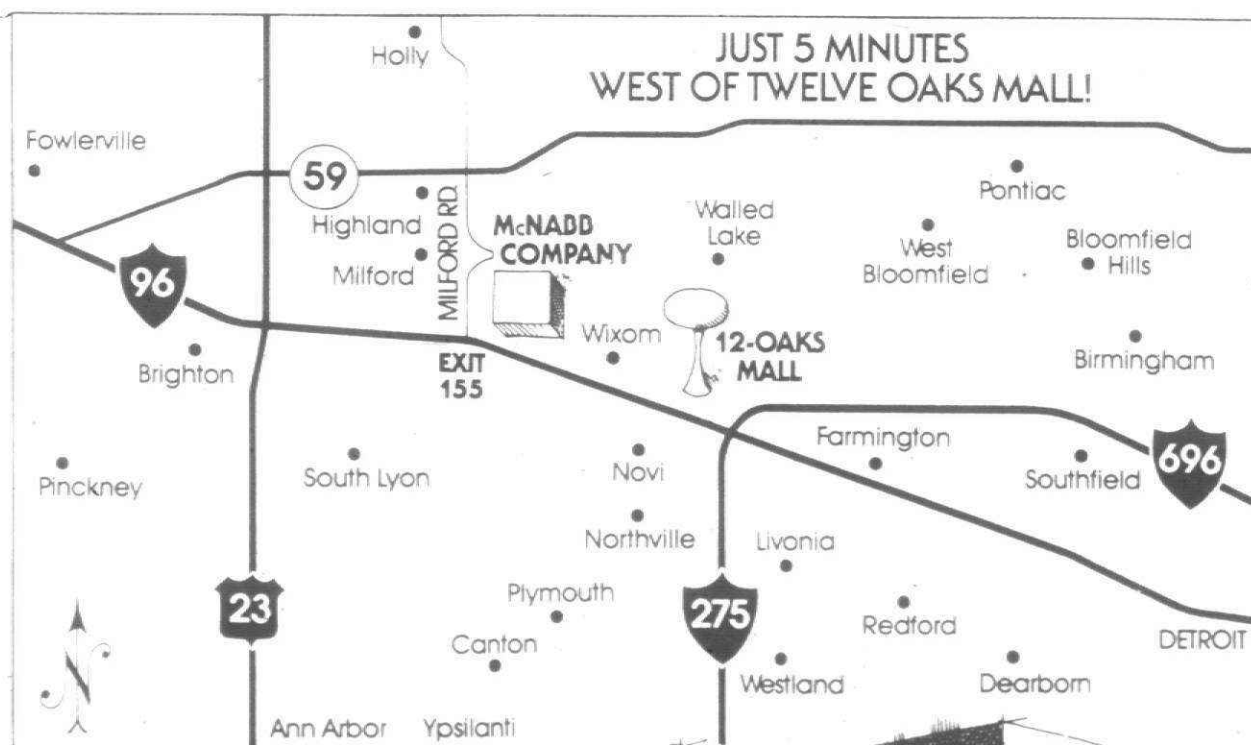 JUST 5 MINUTES
WEST OF TWELVE OAKS MALL!
Holly
Fowlerville
59
Highland
Milford
MILFORD RD.
McNABB
COMPANY
Walled
Lake
Pontiac
West
Bloomfield
Bloomfield
Hills
96
Brighton
EXIT
155
Wixom
12-OAKS
MALL
Birmingham
Pinckney
South Lyon
Novi
Farmington
Southfield
696
Northville
Livonia
23
Plymouth
275
Redford
Canton
DETROIT
Westland
Dearborn
N
Ann Arbor
Ypsilanti